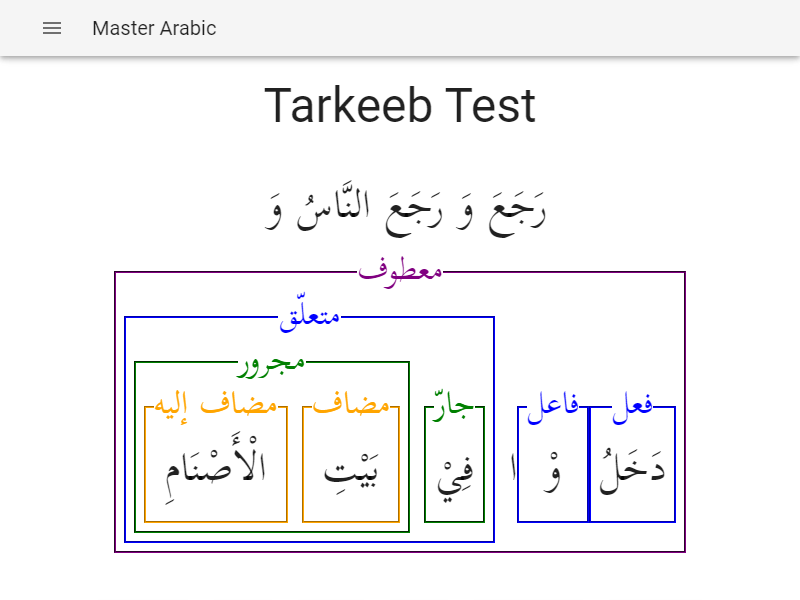 Master Arabic
Tarkeeb Test
رَجَعَ وَ رَجَعَ النَّاسُ وَ
معطوف
متعلّق
مجرور
فعل فاعل جارّ مضاف مضاف إليه
دَخَلُ وْ ا فِيْ بَيْتِ الْأَصْنَامِ